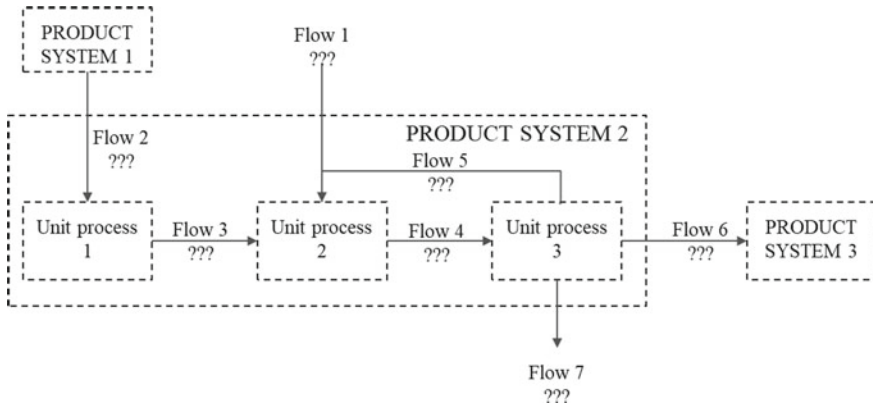 PRODUCT
SYSTEM 1
Flow 1
???
PRODUCT SYSTEM 2
Flow 2
???
Flow 5
???
Unit process
1
Flow 3
???
Unit process
2
Flow 4
???
Unit process
3
Flow 6
???
PRODUCT
SYSTEM 3
Flow 7
???